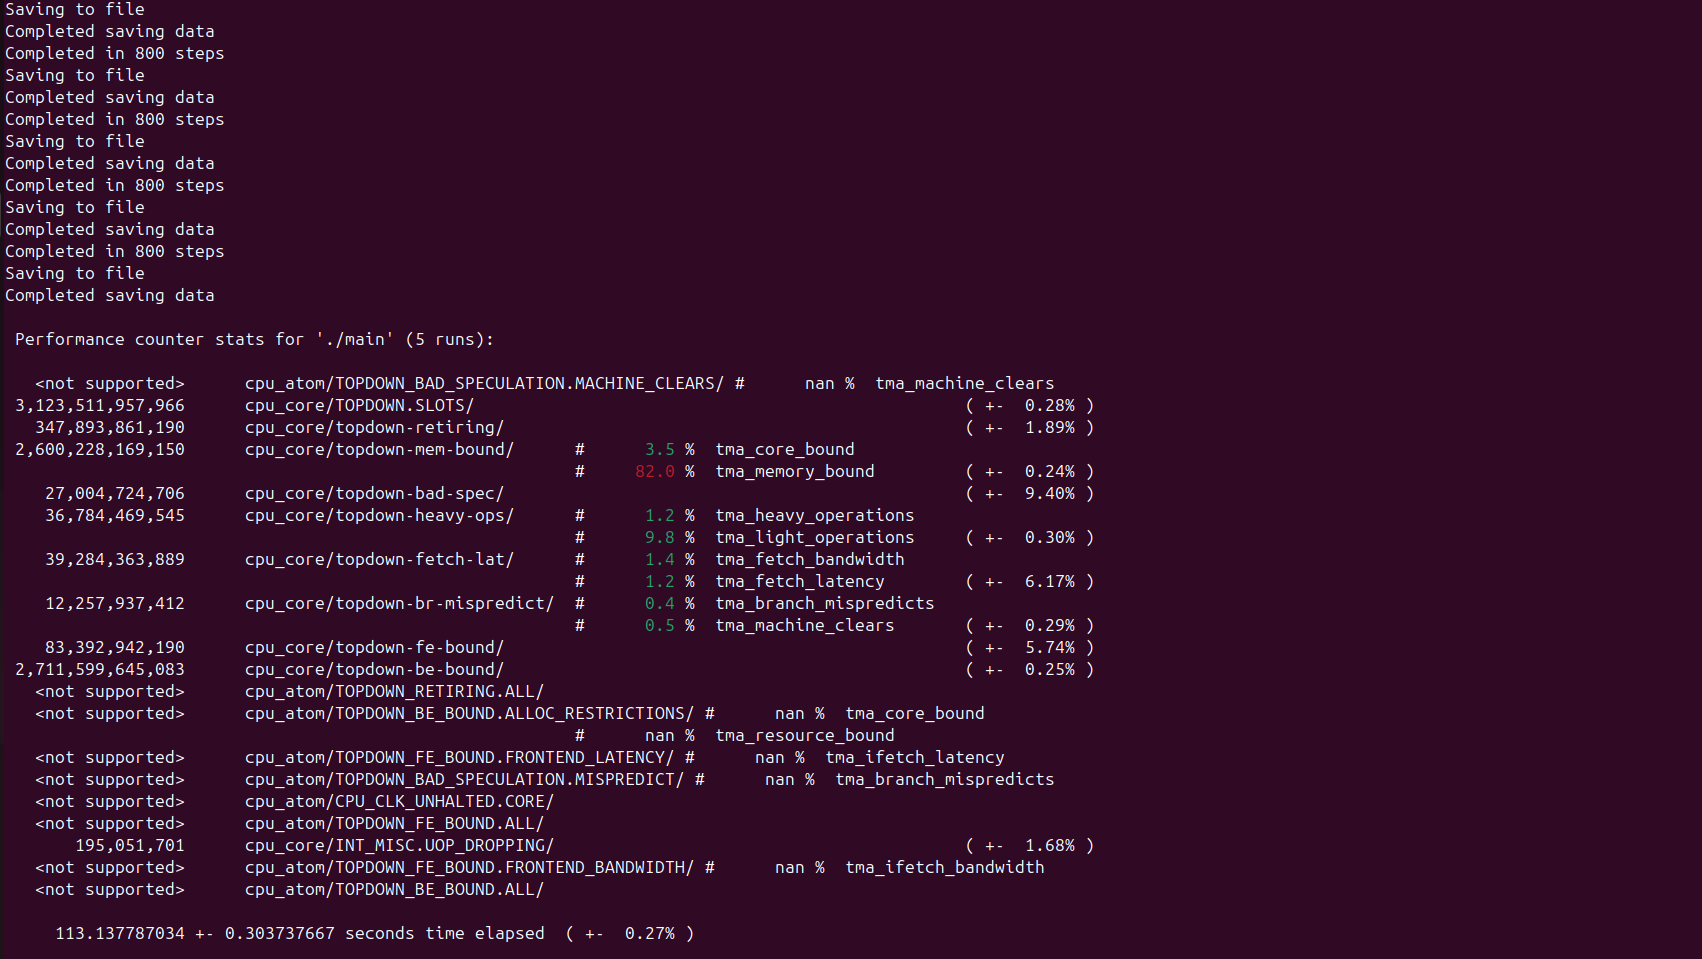 Saving to file
Completed saving data
Completed in 800 steps
Saving to file
Completed saving data
Completed in 800 steps
Saving to file
Completed saving data
Completed in 800 steps
Saving to file
Completed saving data
Completed in 800 steps
Saving to file
Completed saving data
Performance counter stats for './main' (5 runs):
<not supported> cpu_atom/TOPDOWN_BAD_SPECULATION.MACHINE_CLEARS/ # nan % tma_machine_clears
3,123,511,957,966 cpu_core/TOPDOWN.SLOTS/ ( +- 0.28% )
347,893,861,190 cpu_core/topdown-retiring/ ( +- 1.89% )
2,600,228,169,150 cpu_core/topdown-mem-bound/ # 3.5 % tma_core_bound
# 82.0 % tma_memory_bound ( +- 0.24% )
27,004,724,706 cpu_core/topdown-bad-spec/ ( +- 9.40% )
36,784,469,545 cpu_core/topdown-heavy-ops/ # 1.2 % tma_heavy_operations
# 9.8 % tma_light_operations ( +- 0.30% )
39,284,363,889 cpu_core/topdown-fetch-lat/ # 1.4 % tma_fetch_bandwidth
# 1.2 % tma_fetch_latency ( +- 6.17% )
12,257,937,412 cpu_core/topdown-br-mispredict/ # 0.4 % tma_branch_mispredicts
# 0.5 % tma_machine_clears ( +- 0.29% )
83,392,942,190 cpu_core/topdown-fe-bound/ ( +- 5.74% )
2,711,599,645,083 cpu_core/topdown-be-bound/ ( +- 0.25% )
<not supported> cpu_atom/TOPDOWN_RETIRING.ALL/
<not supported> cpu_atom/TOPDOWN_BE_BOUND.ALLOC_RESTRICTIONS/ # nan % tma_core_bound
# nan % tma_resource_bound
<not supported> cpu_atom/TOPDOWN_FE_BOUND.FRONTEND_LATENCY/ # nan % tma_ifetch_latency
<not supported> cpu_atom/TOPDOWN_BAD_SPECULATION.MISPREDICT/ # nan % tma_branch_mispredicts
<not supported> cpu_atom/CPU_CLK_UNHALTED.CORE/
<not supported> cpu_atom/TOPDOWN_FE_BOUND.ALL/
195,051,701 cpu_core/INT_MISC.UOP_DROPPING/ ( +- 1.68% )
<not supported> cpu_atom/TOPDOWN_FE_BOUND.FRONTEND_BANDWIDTH/ # nan % tma_ifetch_bandwidth
<not supported> cpu_atom/TOPDOWN_BE_BOUND.ALL/
113.137787034 +- 0.303737667 seconds time elapsed ( +- 0.27% )